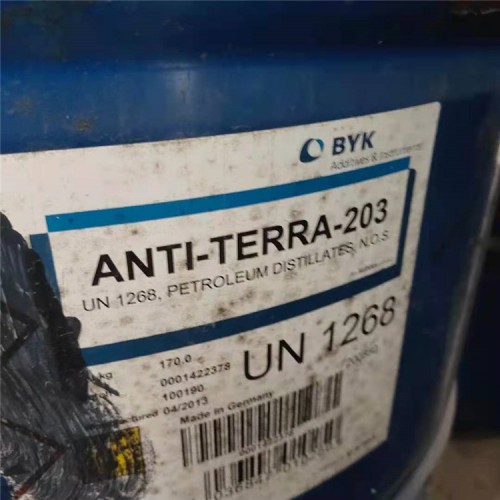 BYK
Additives & Instruments
ANTI-TERRA-203
UN 1268, PETROLEUM DISTILLATES, N.O.S
UN 1268
kg 170.0
0001422378
100190
04/2013
Made in Germany